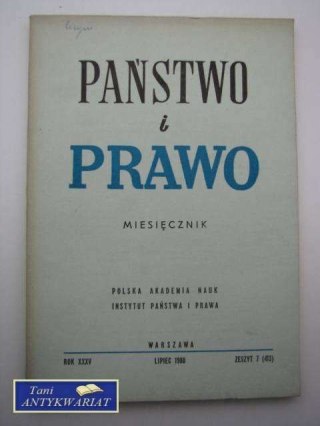 PAŃSTWO
i
PRAWO
MIESIĘCZNIK
POLSKA AKADEMIA NAUK
INSTYTUT PAŃSTWA I PRAWA
WARSZAWA
ROK XXXV LIPIEC 1980 ZESZYT 7
Tani
ANTYKWARIAT